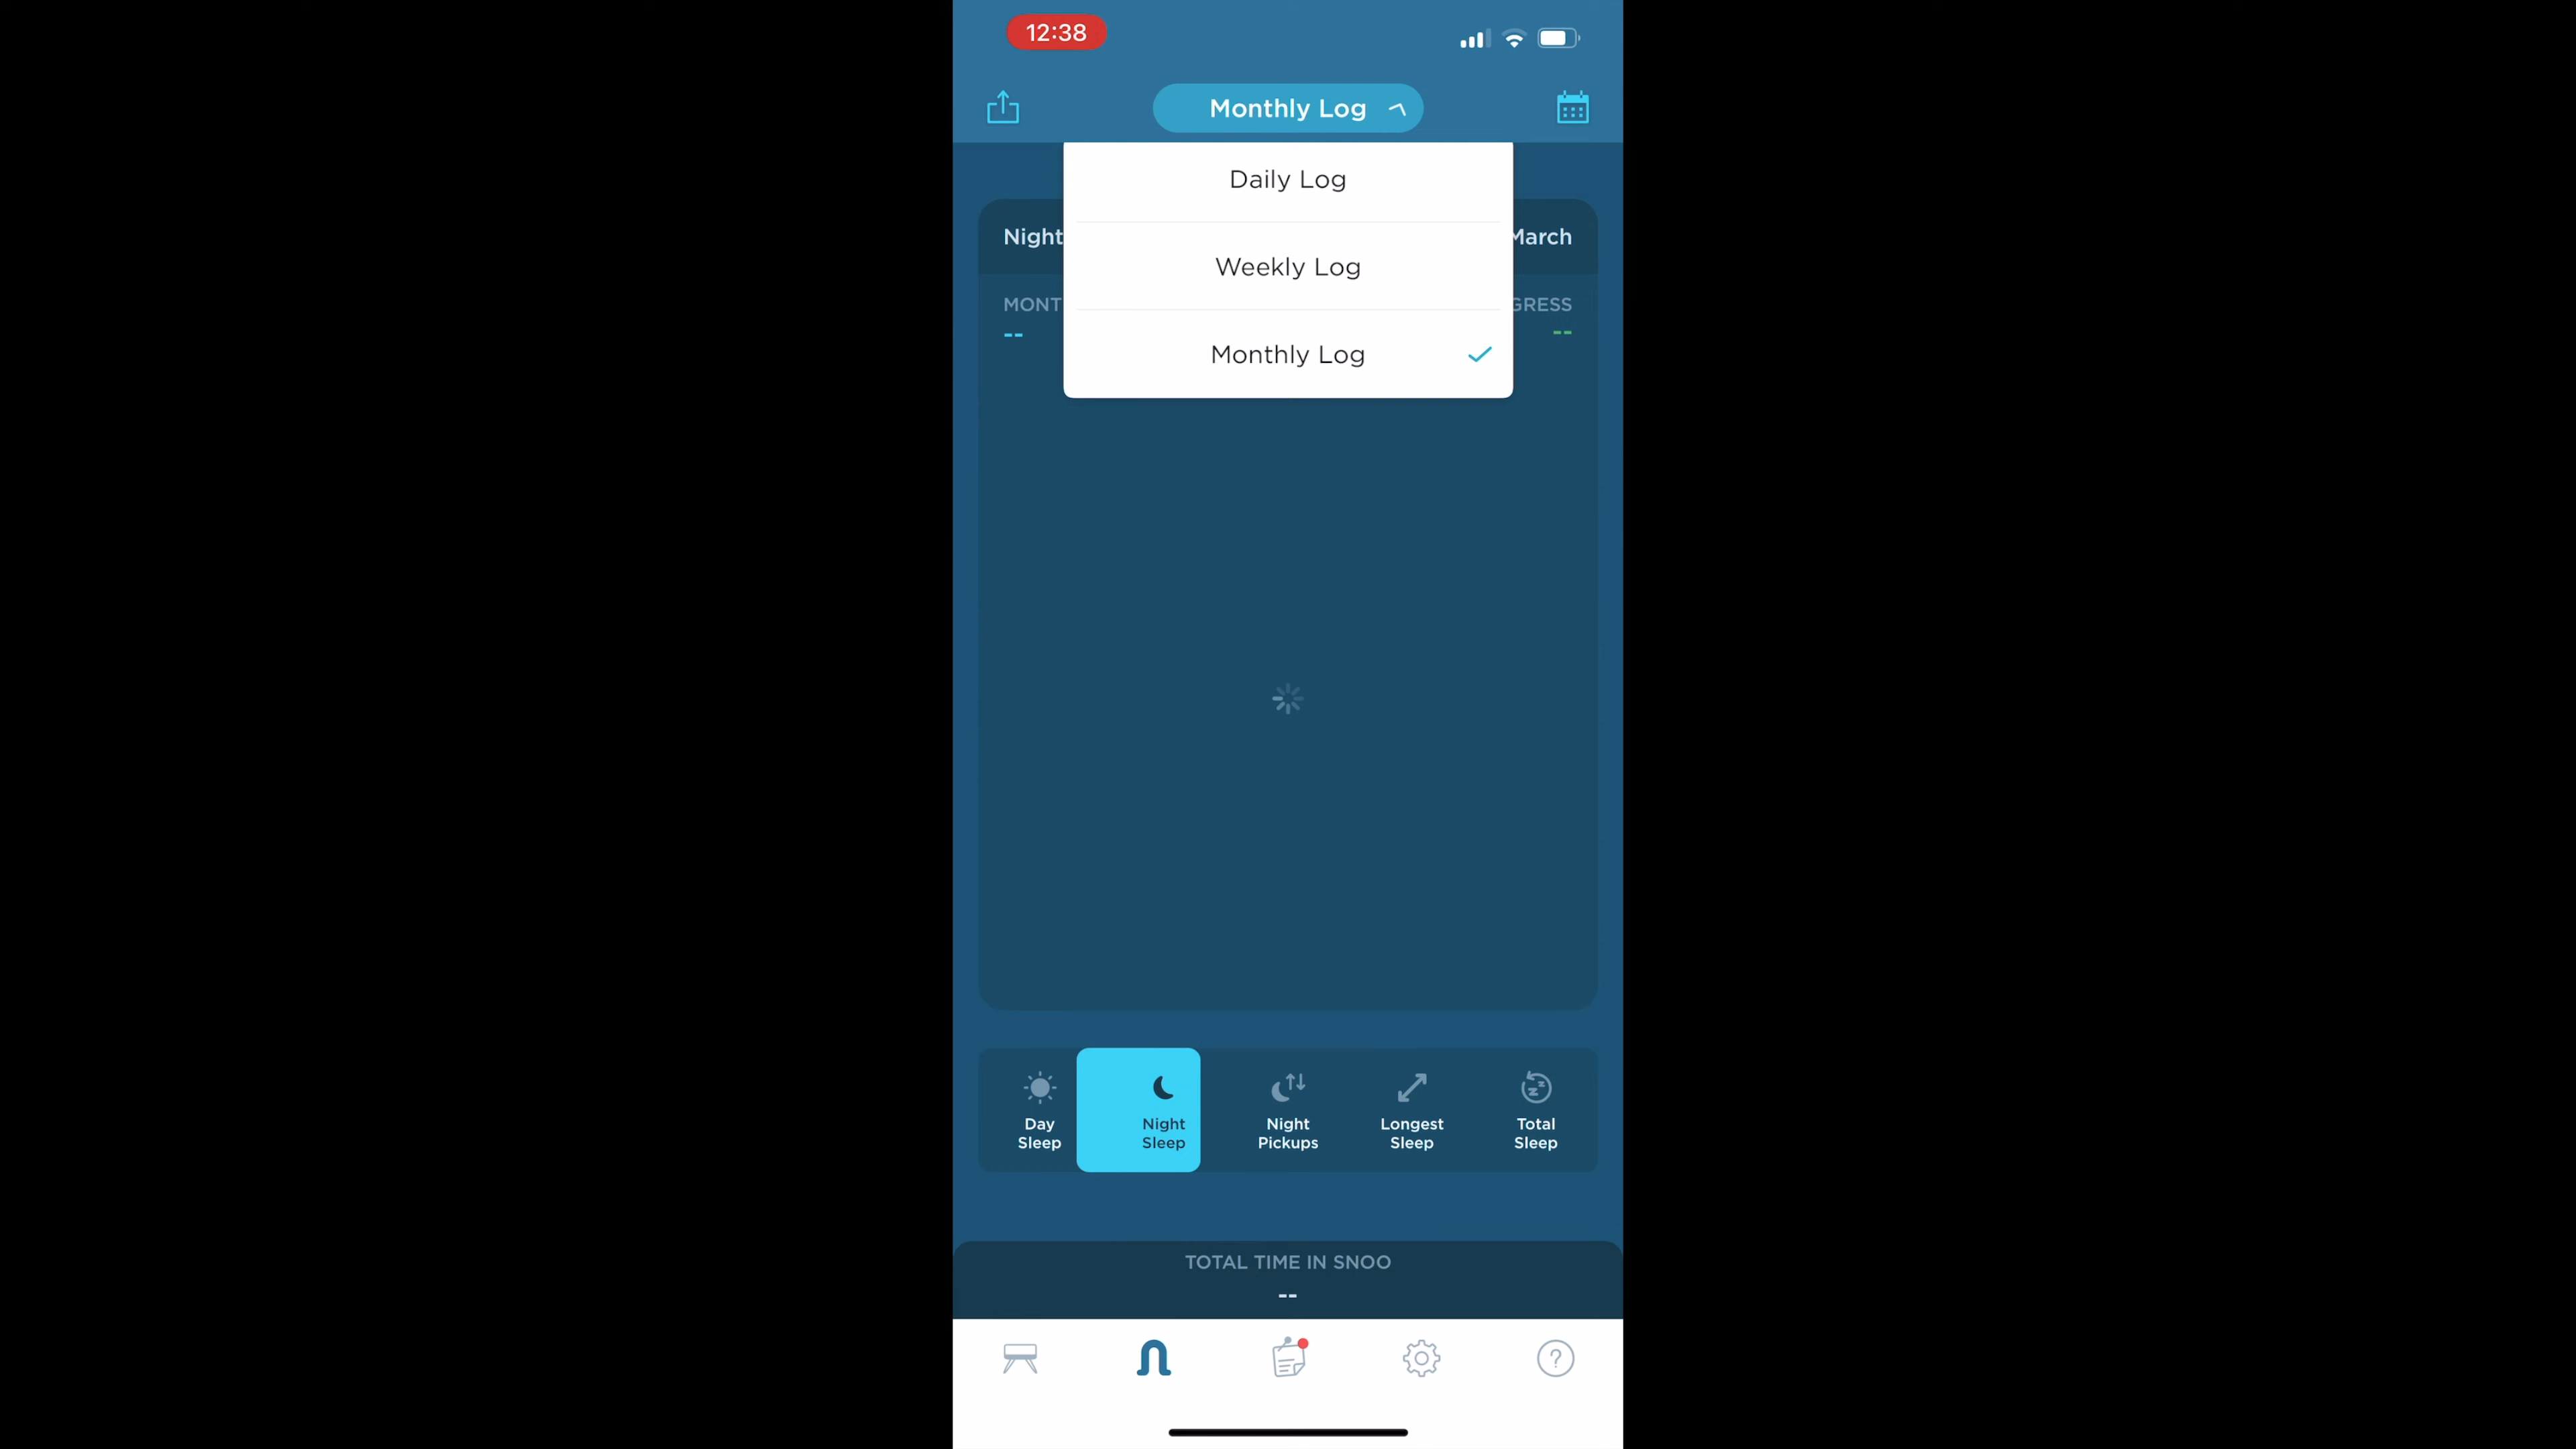 12:38
Monthly Log
Daily Log
Night
March
Weekly Log
MONT
GRESS
--
--
Monthly Log
Day
Sleep
Night
Sleep
Night
Pickups
Longest
Sleep
Total
Sleep
TOTAL TIME IN SNOO
--
?